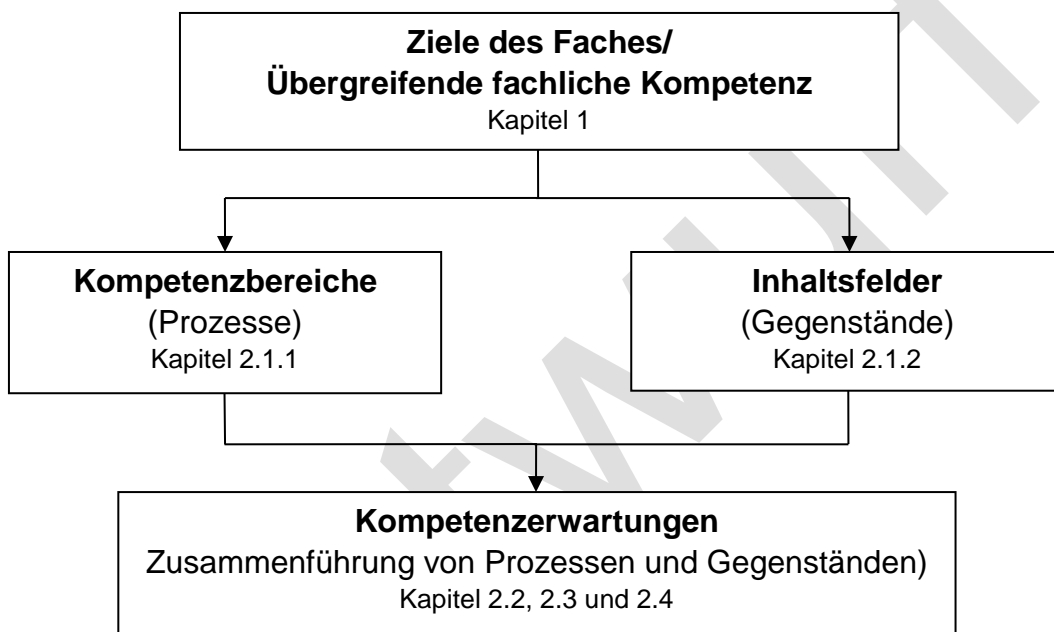 Ziele des Faches/
Übergreifende fachliche Kompetenz
Kapitel 1
Kompetenzbereiche
(Prozesse)
Kapitel 2.1.1
Inhaltsfelder
(Gegenstände)
Kapitel 2.1.2
Kompetenzerwartungen
Zusammenführung von Prozessen und Gegenständen)
Kapitel 2.2, 2.3 und 2.4